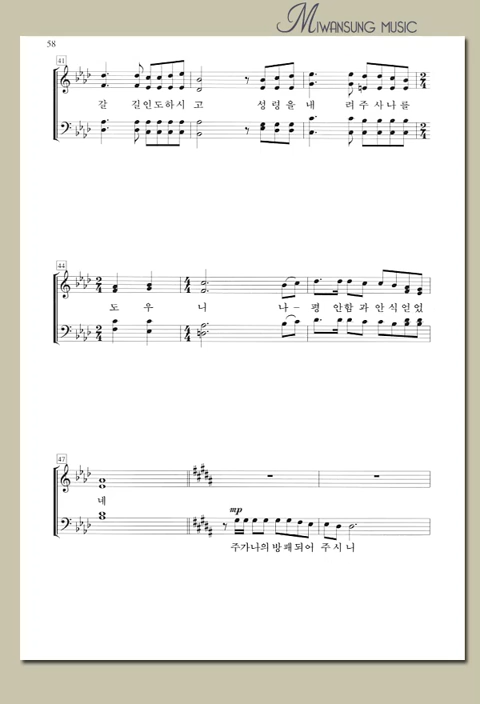 MIWANSUNG MUSIC
58
41
갈 길인도하시 고 성령을내 려주사나를
44
도 우 니 나- 평 안함과안식얻었
47
네
mp
주가나의방패되어 주시니